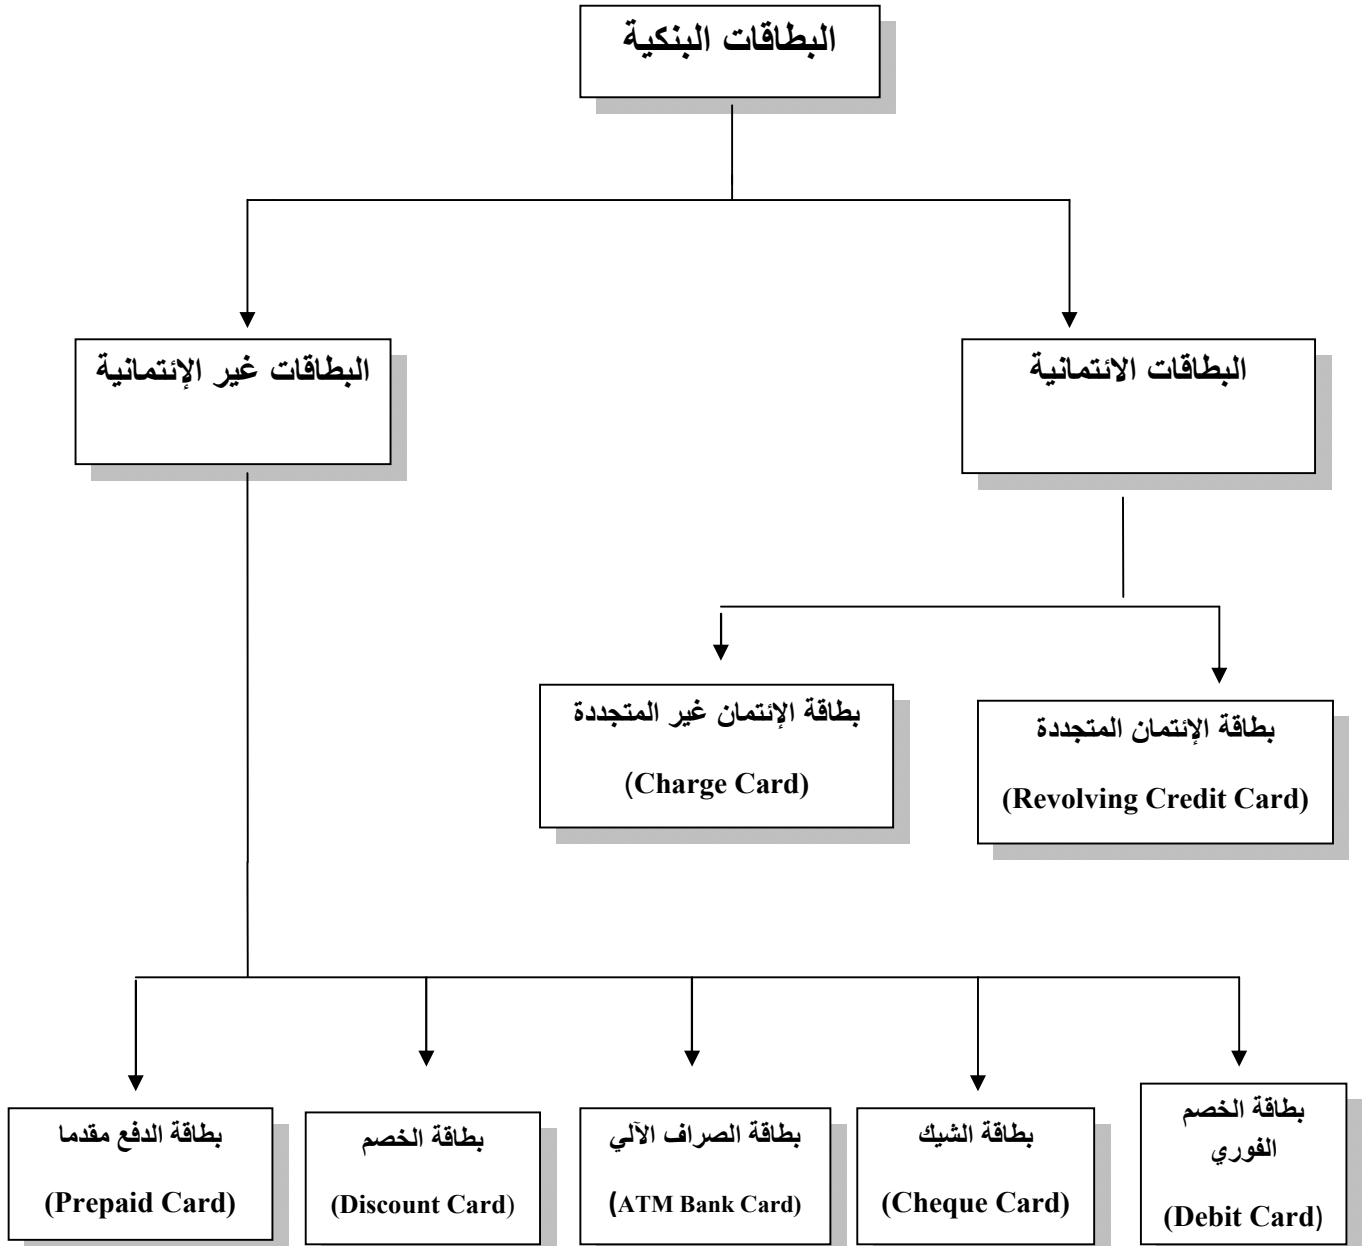 البطاقات البنكية
البطاقات الائتمانية
البطاقات غير الإئتمانية
بطاقة الإئتمان المتجددة
(Revolving Credit Card)
بطاقة الإئتمان غير المتجددة
(Charge Card)
بطاقة الخصم
الفوري
(Debit Card)
بطاقة الشيك
(Cheque Card)
بطاقة الصراف الآلي
(ATM Bank Card)
بطاقة الخصم
(Discount Card)
بطاقة الدفع مقدما
(Prepaid Card)